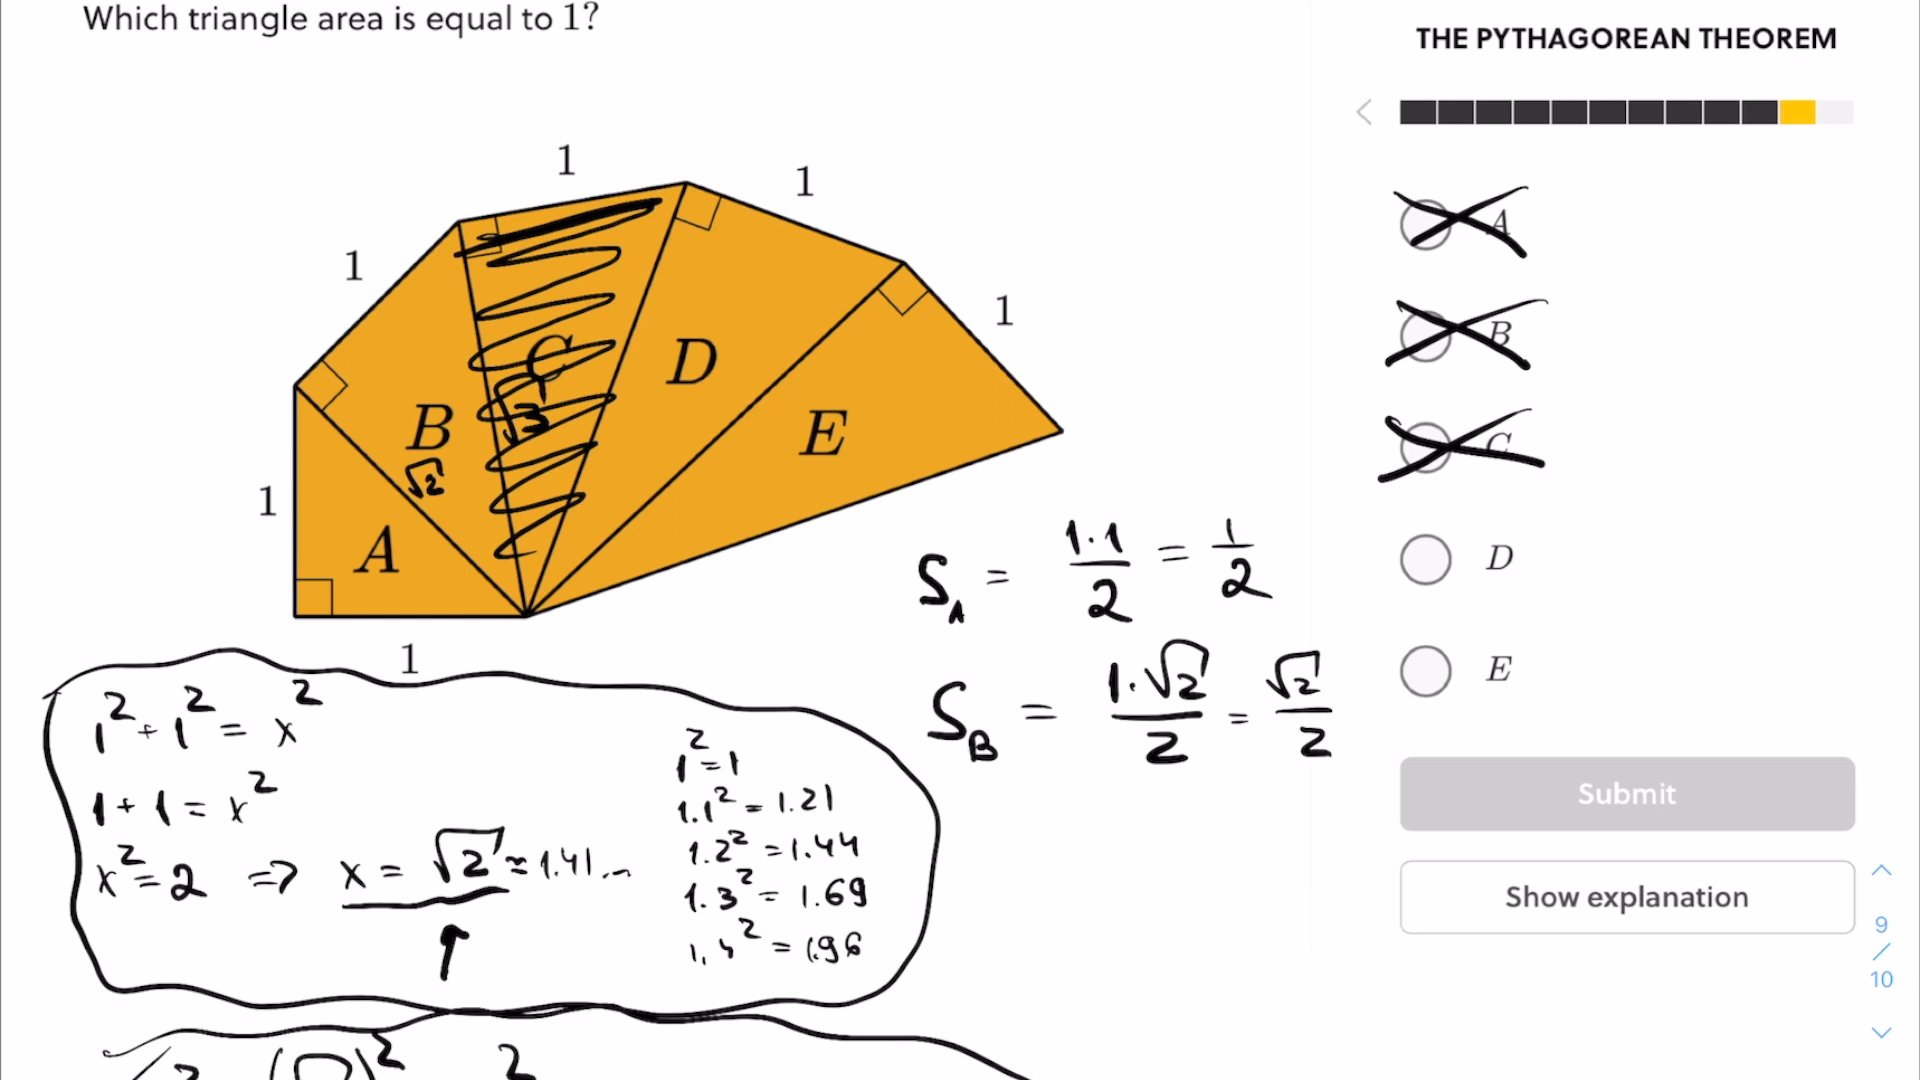 Which triangle area is equal to 1?
THE PYTHAGOREAN THEOREM
1
1
1
1
1
1
A
B
C
D
E
√2
√3
S_A = 1·1/2 = 1/2
S_B = 1·√2/2 = √2/2
1² + 1² = x²
1 + 1 = x²
x² = 2 ⇒ x = √2 ≈ 1.41...
1² = 1
1.1² = 1.21
1.2² = 1.44
1.3² = 1.69
1.4² = 1.96
A
B
C
D
E
Submit
Show explanation
9
/
10